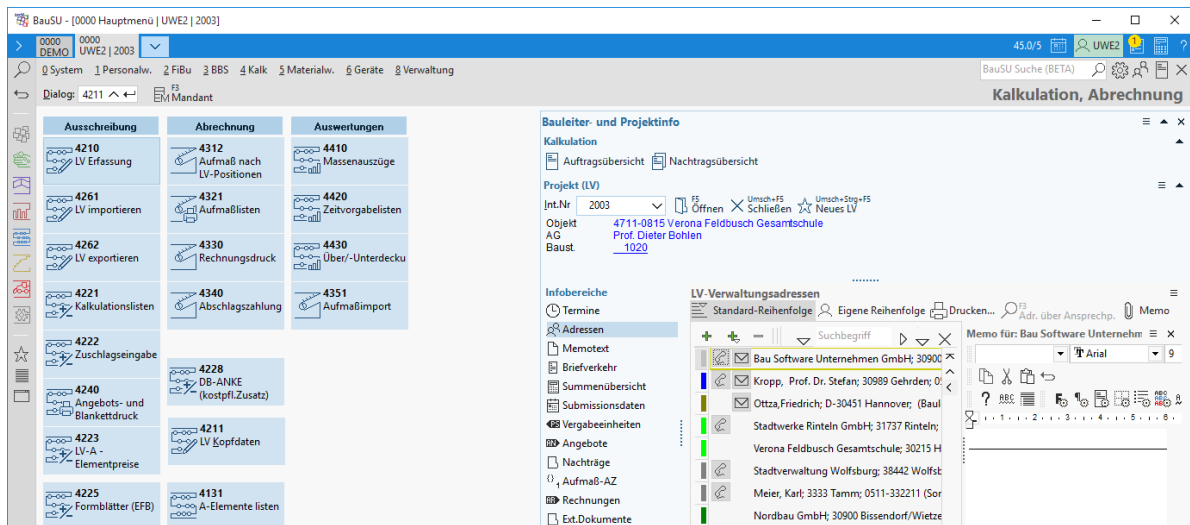 BauSU - [0000 Hauptmenü | UWE2 | 2003]
0000 DEMO
0000 UWE2 | 2003
45.0/5 UWE2 1 ?
0 System 1 Personalw. 2 FiBu 3 BBS 4 Kalk 5 Materialw. 6 Geräte 8 Verwaltung
BauSU Suche (BETA)
Dialog: 4211 F3 Mandant
Kalkulation, Abrechnung
Ausschreibung Abrechnung Auswertungen
4210 LV Erfassung
4312 Aufmaß nach LV-Positionen
4410 Massenauszüge
4261 LV importieren
4321 Aufmaßlisten
4420 Zeitvorgabelisten
4262 LV exportieren
4330 Rechnungsdruck
4430 Über/-Unterdecku
4221 Kalkulationslisten
4340 Abschlagszahlung
4351 Aufmaßimport
4222 Zuschlagseingabe
4228 DB-ANKE (kostpfl.Zusatz)
4240 Angebots- und Blankettdruck
4211 LV Kopfdaten
4223 LV-A - Elementpreise
4225 Formblätter (EFB)
4131 A-Elemente listen
Bauleiter- und Projektinfo
Kalkulation
Auftragsübersicht Nachtragsübersicht
Projekt (LV)
Int.Nr 2003 F5 Öffnen Umsch+F5 Schließen Umsch+Strg+F5 Neues LV
Objekt 4711-0815 Verona Feldbusch Gesamtschule
AG Prof. Dieter Bohlen
Baust. 1020
Infobereiche
Termine
Adressen
Memotext
Briefverkehr
Summenübersicht
Submissionsdaten
Vergabeeinheiten
Angebote
Nachträge
Aufmaß-AZ
Rechnungen
Ext.Dokumente
LV-Verwaltungsadressen
Standard-Reihenfolge Eigene Reihenfolge Drucken... F3 Adr. über Ansprechp. Memo
Suchbegriff
Bau Software Unternehmen GmbH; 30900
Kropp, Prof. Dr. Stefan; 30989 Gehrden; 0
Ottza,Friedrich; D-30451 Hannover; (Baul
Stadtwerke Rinteln GmbH; 31737 Rinteln;
Verona Feldbusch Gesamtschule; 30215 H
Stadtverwaltung Wolfsburg; 38442 Wolfsb
Meier, Karl; 3333 Tamm; 0511-332211 (Sor
Nordbau GmbH; 30900 Bissendorf/Wietze
Memo für: Bau Software Unternehm
Arial 9
? ABC
1 2 3 4 5 6